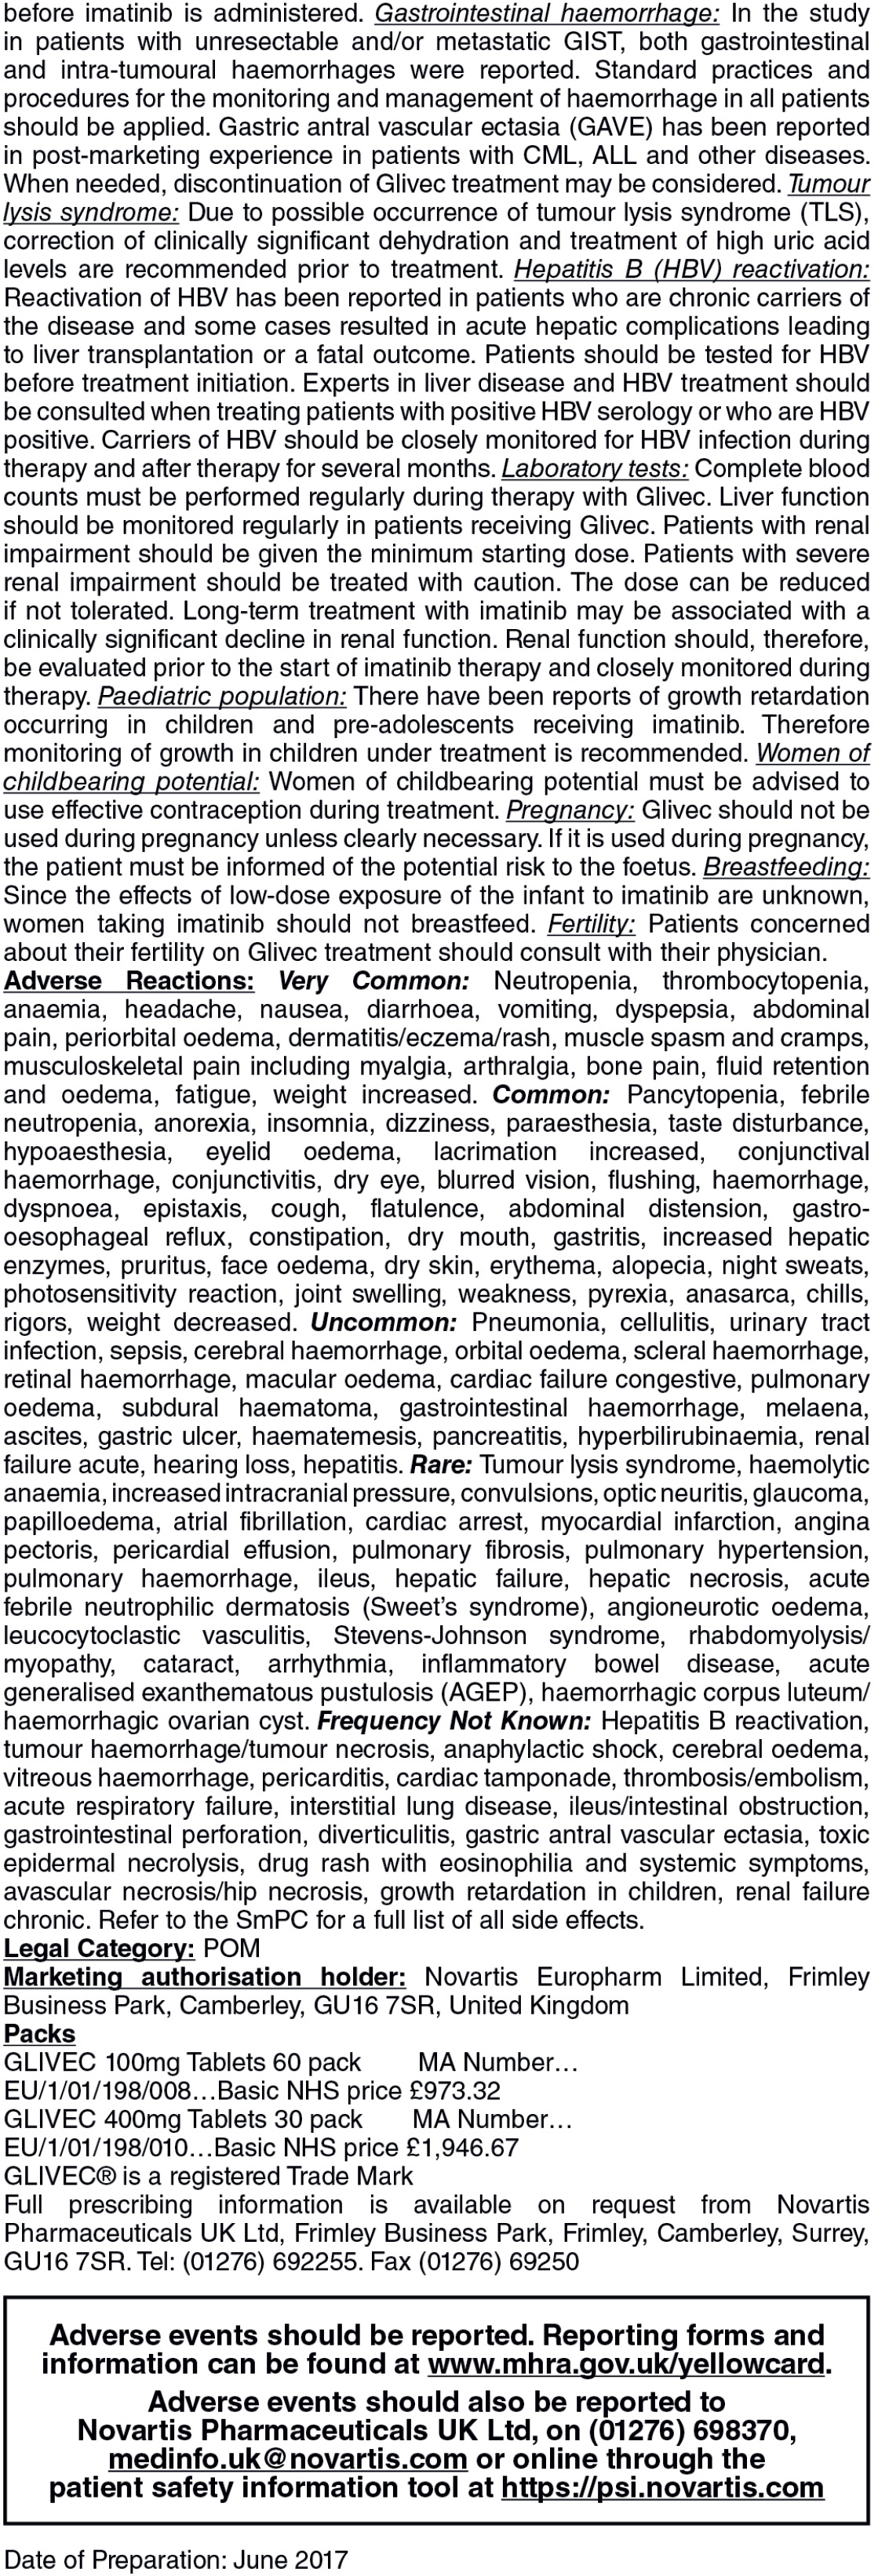 before imatinib is administered. Gastrointestinal haemorrhage: In the study
in patients with unresectable and/or metastatic GIST, both gastrointestinal
and intra-tumoural haemorrhages were reported. Standard practices and
procedures for the monitoring and management of haemorrhage in all patients
should be applied. Gastric antral vascular ectasia (GAVE) has been reported
in post-marketing experience in patients with CML, ALL and other diseases.
When needed, discontinuation of Glivec treatment may be considered. Tumour
lysis syndrome: Due to possible occurrence of tumour lysis syndrome (TLS),
correction of clinically significant dehydration and treatment of high uric acid
levels are recommended prior to treatment. Hepatitis B (HBV) reactivation:
Reactivation of HBV has been reported in patients who are chronic carriers of
the disease and some cases resulted in acute hepatic complications leading
to liver transplantation or a fatal outcome. Patients should be tested for HBV
before treatment initiation. Experts in liver disease and HBV treatment should
be consulted when treating patients with positive HBV serology or who are HBV
positive. Carriers of HBV should be closely monitored for HBV infection during
therapy and after therapy for several months. Laboratory tests: Complete blood
counts must be performed regularly during therapy with Glivec. Liver function
should be monitored regularly in patients receiving Glivec. Patients with renal
impairment should be given the minimum starting dose. Patients with severe
renal impairment should be treated with caution. The dose can be reduced
if not tolerated. Long-term treatment with imatinib may be associated with a
clinically significant decline in renal function. Renal function should, therefore,
be evaluated prior to the start of imatinib therapy and closely monitored during
therapy. Paediatric population: There have been reports of growth retardation
occurring in children and pre-adolescents receiving imatinib. Therefore
monitoring of growth in children under treatment is recommended. Women of
childbearing potential: Women of childbearing potential must be advised to
use effective contraception during treatment. Pregnancy: Glivec should not be
used during pregnancy unless clearly necessary. If it is used during pregnancy,
the patient must be informed of the potential risk to the foetus. Breastfeeding:
Since the effects of low-dose exposure of the infant to imatinib are unknown,
women taking imatinib should not breastfeed. Fertility: Patients concerned
about their fertility on Glivec treatment should consult with their physician.
Adverse Reactions: Very Common: Neutropenia, thrombocytopenia,
anaemia, headache, nausea, diarrhoea, vomiting, dyspepsia, abdominal
pain, periorbital oedema, dermatitis/eczema/rash, muscle spasm and cramps,
musculoskeletal pain including myalgia, arthralgia, bone pain, fluid retention
and oedema, fatigue, weight increased. Common: Pancytopenia, febrile
neutropenia, anorexia, insomnia, dizziness, paraesthesia, taste disturbance,
hypoaesthesia, eyelid oedema, lacrimation increased, conjunctival
haemorrhage, conjunctivitis, dry eye, blurred vision, flushing, haemorrhage,
dyspnoea, epistaxis, cough, flatulence, abdominal distension, gastro-
oesophageal reflux, constipation, dry mouth, gastritis, increased hepatic
enzymes, pruritus, face oedema, dry skin, erythema, alopecia, night sweats,
photosensitivity reaction, joint swelling, weakness, pyrexia, anasarca, chills,
rigors, weight decreased. Uncommon: Pneumonia, cellulitis, urinary tract
infection, sepsis, cerebral haemorrhage, orbital oedema, scleral haemorrhage,
retinal haemorrhage, macular oedema, cardiac failure congestive, pulmonary
oedema, subdural haematoma, gastrointestinal haemorrhage, melaena,
ascites, gastric ulcer, haematemesis, pancreatitis, hyperbilirubinaemia, renal
failure acute, hearing loss, hepatitis. Rare: Tumour lysis syndrome, haemolytic
anaemia, increased intracranial pressure, convulsions, optic neuritis, glaucoma,
papilloedema, atrial fibrillation, cardiac arrest, myocardial infarction, angina
pectoris, pericardial effusion, pulmonary fibrosis, pulmonary hypertension,
pulmonary haemorrhage, ileus, hepatic failure, hepatic necrosis, acute
febrile neutrophilic dermatosis (Sweet's syndrome), angioneurotic oedema,
leucocytoclastic vasculitis, Stevens-Johnson syndrome, rhabdomyolysis/
myopathy, cataract, arrhythmia, inflammatory bowel disease, acute
generalised exanthematous pustulosis (AGEP), haemorrhagic corpus luteum/
haemorrhagic ovarian cyst. Frequency Not Known: Hepatitis B reactivation,
tumour haemorrhage/tumour necrosis, anaphylactic shock, cerebral oedema,
vitreous haemorrhage, pericarditis, cardiac tamponade, thrombosis/embolism,
acute respiratory failure, interstitial lung disease, ileus/intestinal obstruction,
gastrointestinal perforation, diverticulitis, gastric antral vascular ectasia, toxic
epidermal necrolysis, drug rash with eosinophilia and systemic symptoms,
avascular necrosis/hip necrosis, growth retardation in children, renal failure
chronic. Refer to the SmPC for a full list of all side effects.
Legal Category: POM
Marketing authorisation holder: Novartis Europharm Limited, Frimley
Business Park, Camberley, GU16 7SR, United Kingdom
Packs
GLIVEC 100mg Tablets 60 pack MA Number…
EU/1/01/198/008…Basic NHS price £973.32
GLIVEC 400mg Tablets 30 pack MA Number…
EU/1/01/198/010…Basic NHS price £1,946.67
GLIVEC® is a registered Trade Mark
Full prescribing information is available on request from Novartis
Pharmaceuticals UK Ltd, Frimley Business Park, Frimley, Camberley, Surrey,
GU16 7SR. Tel: (01276) 692255. Fax (01276) 69250
Adverse events should be reported. Reporting forms and
information can be found at www.mhra.gov.uk/yellowcard.
Adverse events should also be reported to
Novartis Pharmaceuticals UK Ltd, on (01276) 698370,
medinfo.uk@novartis.com or online through the
patient safety information tool at https://psi.novartis.com
Date of Preparation: June 2017